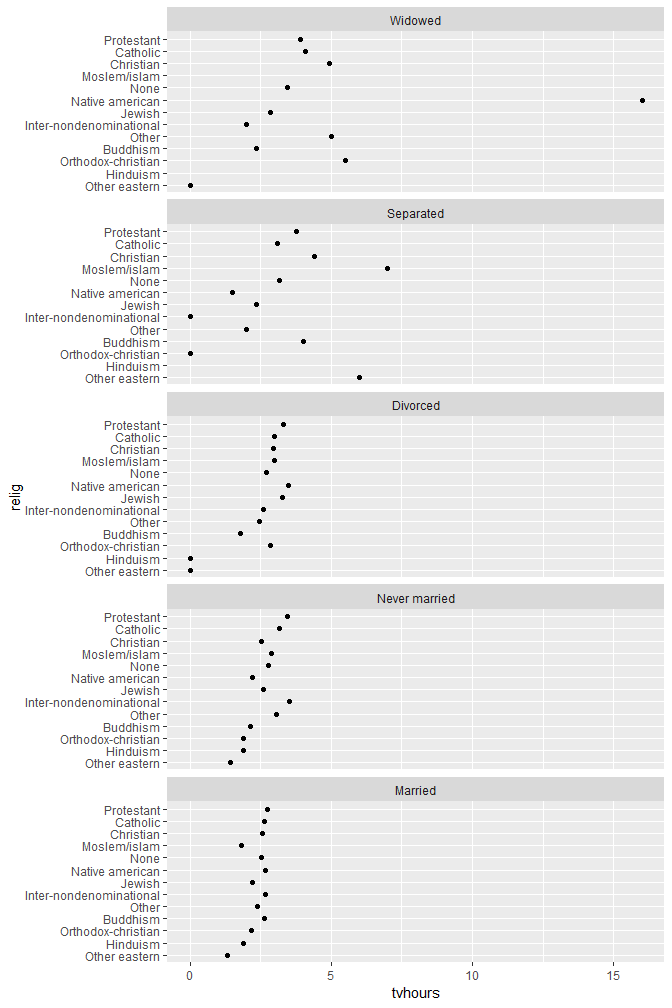 Widowed
Protestant
Catholic
Christian
Moslem/islam
None
Native american
Jewish
Inter-nondenominational
Other
Buddhism
Orthodox-christian
Hinduism
Other eastern
Separated
Protestant
Catholic
Christian
Moslem/islam
None
Native american
Jewish
Inter-nondenominational
Other
Buddhism
Orthodox-christian
Hinduism
Other eastern
Divorced
Protestant
Catholic
Christian
Moslem/islam
None
Native american
Jewish
Inter-nondenominational
Other
Buddhism
Orthodox-christian
Hinduism
Other eastern
relig
Never married
Protestant
Catholic
Christian
Moslem/islam
None
Native american
Jewish
Inter-nondenominational
Other
Buddhism
Orthodox-christian
Hinduism
Other eastern
Married
Protestant
Catholic
Christian
Moslem/islam
None
Native american
Jewish
Inter-nondenominational
Other
Buddhism
Orthodox-christian
Hinduism
Other eastern
0 5 10 15
tvhours